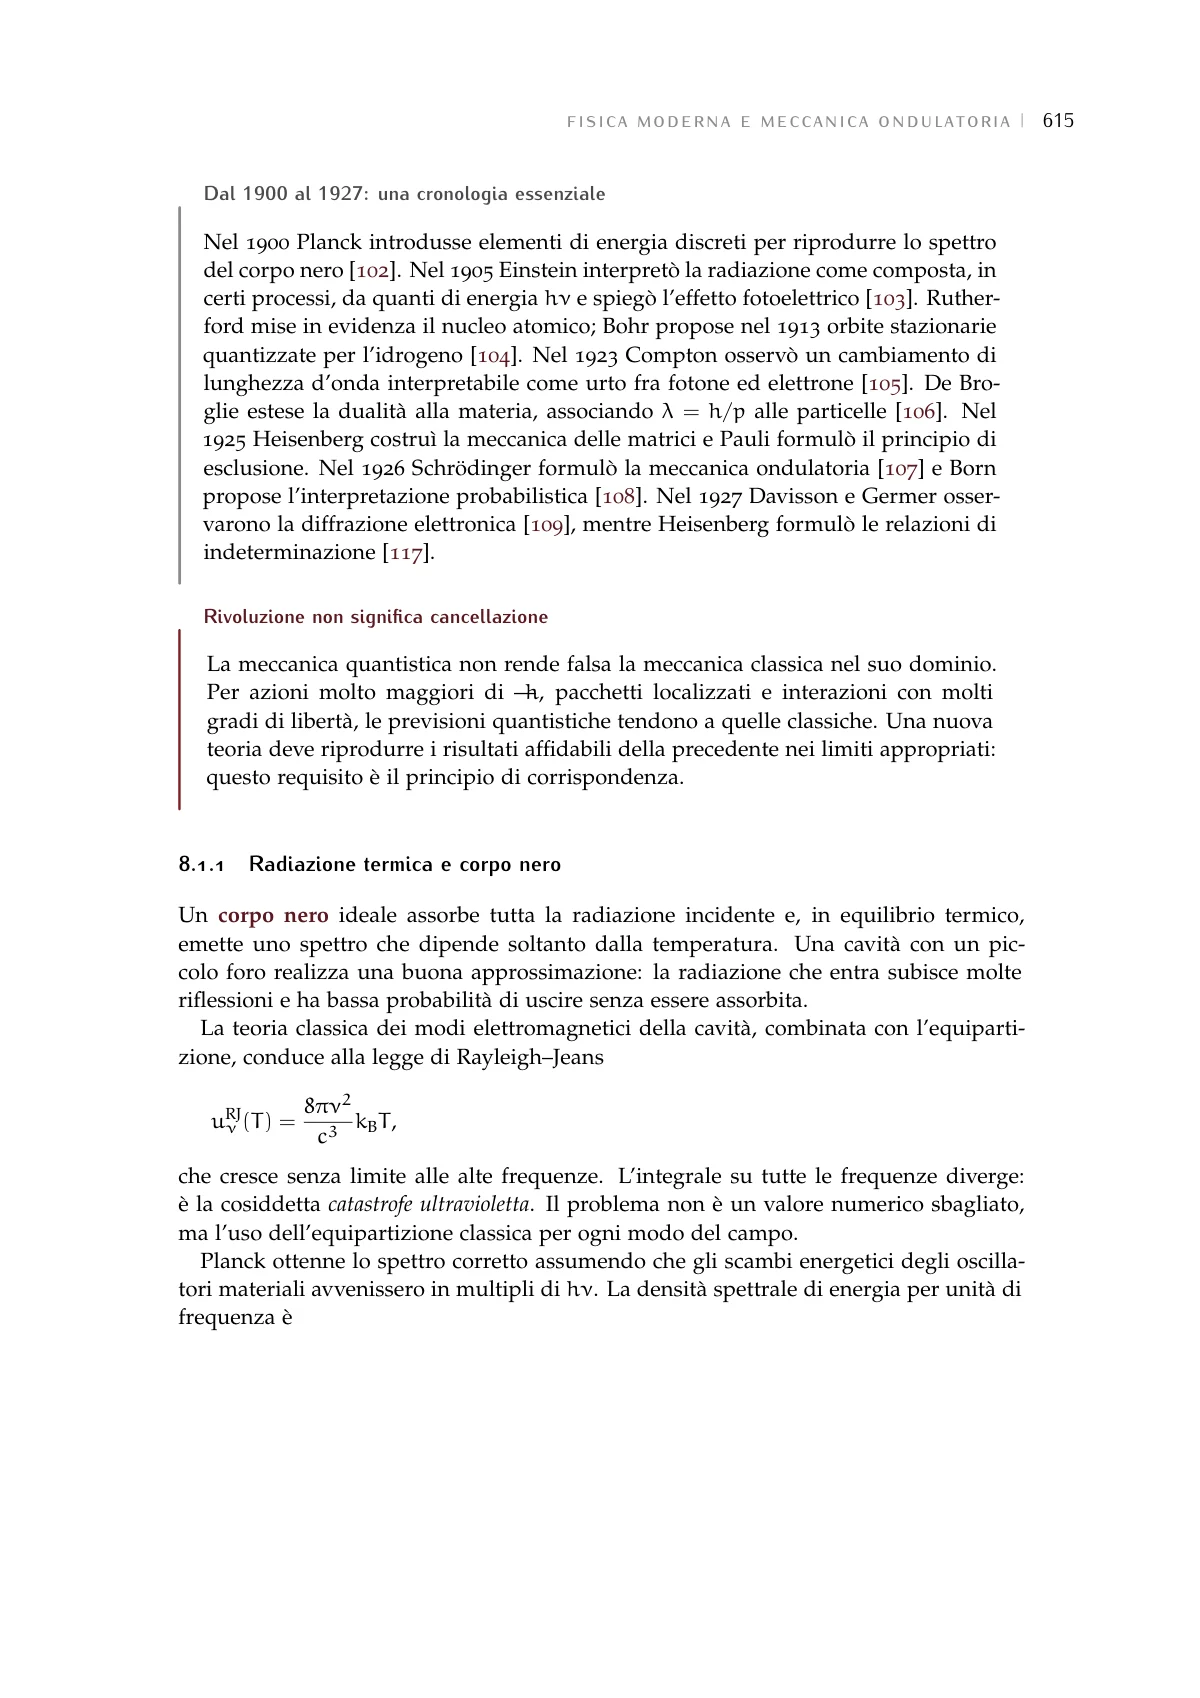 FISICA MODERNA E MECCANICA ONDULATORIA | 615
Dal 1900 al 1927: una cronologia essenziale
Nel 1900 Planck introdusse elementi di energia discreti per riprodurre lo spettro
del corpo nero [102]. Nel 1905 Einstein interpretò la radiazione come composta, in
certi processi, da quanti di energia hν e spiegò l'effetto fotoelettrico [103]. Ruther-
ford mise in evidenza il nucleo atomico; Bohr propose nel 1913 orbite stazionarie
quantizzate per l'idrogeno [104]. Nel 1923 Compton osservò un cambiamento di
lunghezza d'onda interpretabile come urto fra fotone ed elettrone [105]. De Bro-
glie estese la dualità alla materia, associando λ = h/p alle particelle [106]. Nel
1925 Heisenberg costruì la meccanica delle matrici e Pauli formulò il principio di
esclusione. Nel 1926 Schrödinger formulò la meccanica ondulatoria [107] e Born
propose l'interpretazione probabilistica [108]. Nel 1927 Davisson e Germer osser-
varono la diffrazione elettronica [109], mentre Heisenberg formulò le relazioni di
indeterminazione [117].
Rivoluzione non significa cancellazione
La meccanica quantistica non rende falsa la meccanica classica nel suo dominio.
Per azioni molto maggiori di ħ, pacchetti localizzati e interazioni con molti
gradi di libertà, le previsioni quantistiche tendono a quelle classiche. Una nuova
teoria deve riprodurre i risultati affidabili della precedente nei limiti appropriati:
questo requisito è il principio di corrispondenza.
8.1.1 Radiazione termica e corpo nero
Un corpo nero ideale assorbe tutta la radiazione incidente e, in equilibrio termico,
emette uno spettro che dipende soltanto dalla temperatura. Una cavità con un pic-
colo foro realizza una buona approssimazione: la radiazione che entra subisce molte
riflessioni e ha bassa probabilità di uscire senza essere assorbita.
La teoria classica dei modi elettromagnetici della cavità, combinata con l'equiparti-
zione, conduce alla legge di Rayleigh–Jeans
u_ν^RJ(T) = 8πν²/c³ k_BT,
che cresce senza limite alle alte frequenze. L'integrale su tutte le frequenze diverge:
è la cosiddetta catastrofe ultravioletta. Il problema non è un valore numerico sbagliato,
ma l'uso dell'equipartizione classica per ogni modo del campo.
Planck ottenne lo spettro corretto assumendo che gli scambi energetici degli oscilla-
tori materiali avvenissero in multipli di hν. La densità spettrale di energia per unità di
frequenza è